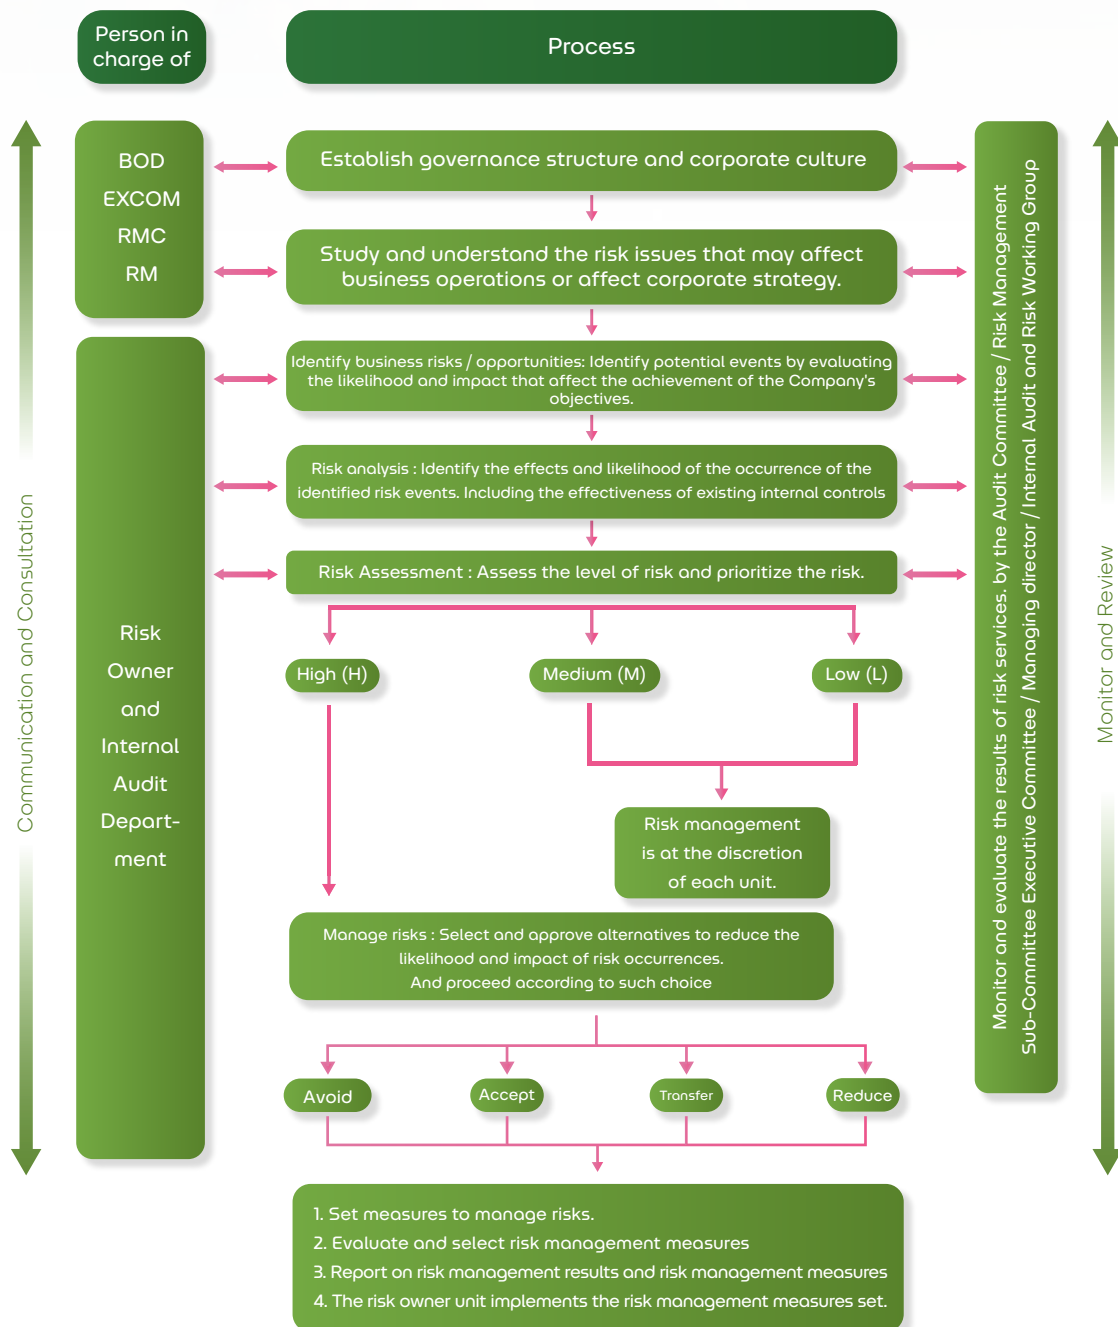 Person in
charge of
Process
BOD
EXCOM
RMC
RM
Establish governance structure and corporate culture
Study and understand the risk issues that may affect
business operations or affect corporate strategy.
Identify business risks / opportunities: Identify potential events by evaluating
the likelihood and impact that affect the achievement of the Company's
objectives.
Risk analysis : Identify the effects and likelihood of the occurrence of the
identified risk events. Including the effectiveness of existing internal controls
Risk Assessment : Assess the level of risk and prioritize the risk.
Risk
Owner
and
Internal
Audit
Depart-
ment
High (H)
Medium (M)
Low (L)
Risk management
is at the discretion
of each unit.
Manage risks : Select and approve alternatives to reduce the
likelihood and impact of risk occurrences.
And proceed according to such choice
Avoid
Accept
Transfer
Reduce
1. Set measures to manage risks.
2. Evaluate and select risk management measures
3. Report on risk management results and risk management measures
4. The risk owner unit implements the risk management measures set.
Communication and Consultation
Monitor and evaluate the results of risk services. by the Audit Committee / Risk Management
Sub-Committee Executive Committee / Managing director / Internal Audit and Risk Working Group
Monitor and Review